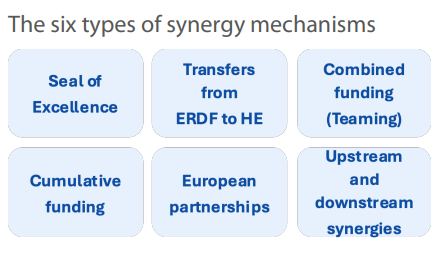 The six types of synergy mechanisms
Seal of
Excellence
Transfers
from
ERDF to HE
Combined
funding
(Teaming)
Cumulative
funding
European
partnerships
Upstream
and
downstream
synergies